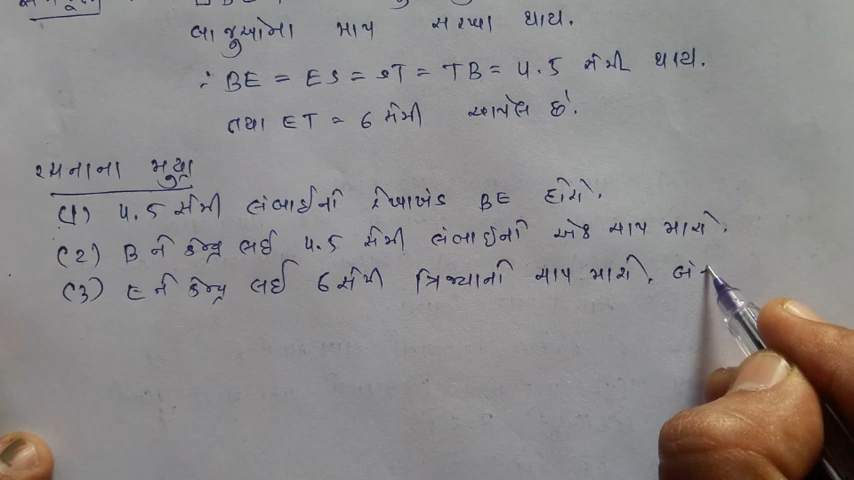 બાજુઓના માપ સરખા થાય.
∴ BE = ES = ST = TB = 4.5 સેમી થાય.
તથા ET = 6 સેમી આપેલ છે.
રચનાના મુદ્દા
(1) 4.5 સેમી લંબાઈનો રેખાખંડ BE દોરો.
(2) B ને કેન્દ્ર લઈ 4.5 સેમી લંબાઈની એક ચાપ મારો.
(3) E ને કેન્દ્ર લઈ 6 સેમી ત્રિજ્યાની ચાપ મારો. બં